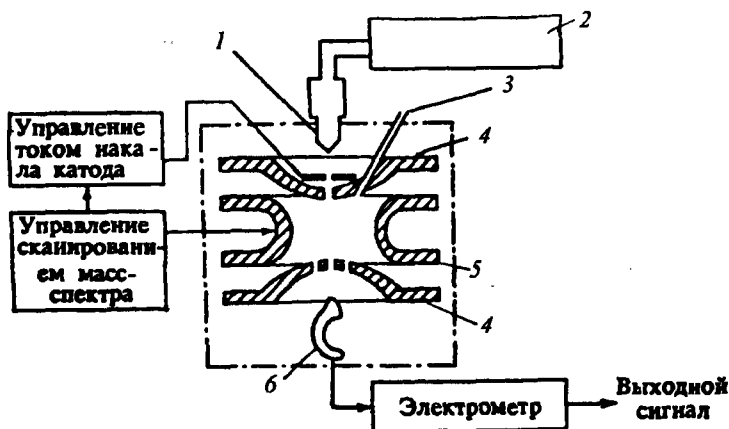 1
2
3
Управление
током нака-
ла катода
4
Управление
сканировани-
ем масс-
спектра
5
4
6
Электрометр
Выходной
сигнал